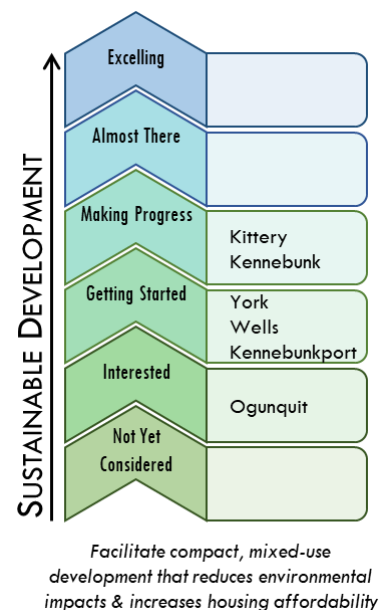 SUSTAINABLE DEVELOPMENT
Excelling
Almost There
Making Progress
Kittery
Kennebunk
Getting Started
York
Wells
Kennebunkport
Interested
Ogunquit
Not Yet
Considered
Facilitate compact, mixed-use
development that reduces environmental
impacts & increases housing affordability